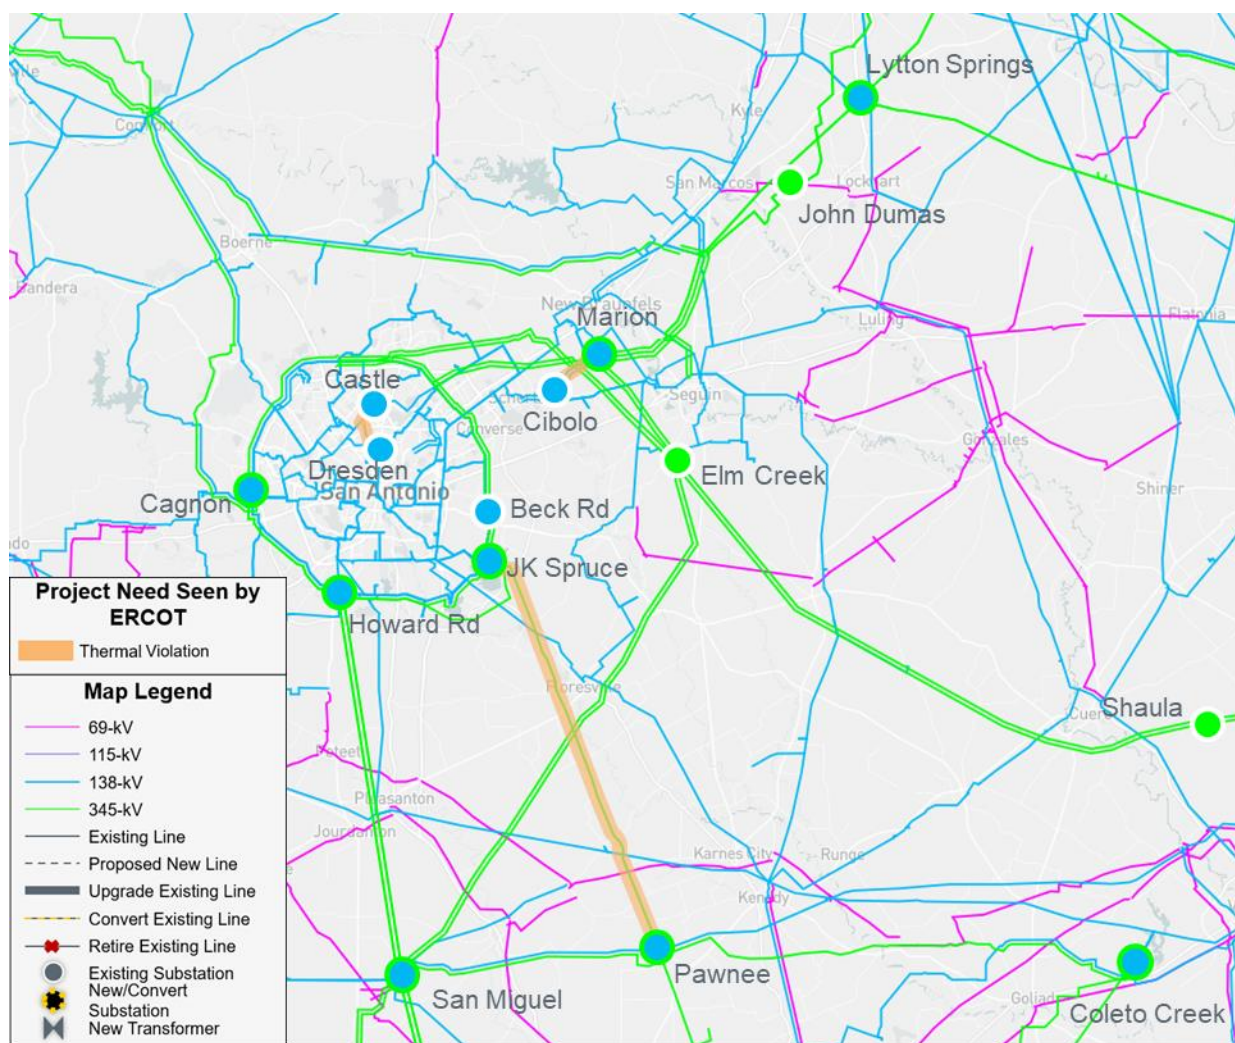 Lytton Springs
Kyle
Comfort
San Marcos
Lockhart
John Dumas
Boerne
Bandera
New Braunfels
Marion
Luling
Flatonia
Castle
Seguin
Cibolo
Converse
Gonzales
Dresden
Elm Creek
San Antonio
Shiner
Cagnon
Beck Rd
JK Spruce
Howard Rd
Floresville
Shaula
Cuero
Poteet
Pleasanton
Jourdanton
Karnes City
Runge
Kenedy
Pawnee
San Miguel
Goliad
Coleto Creek
Project Need Seen by
ERCOT
Thermal Violation
Map Legend
69-kV
115-kV
138-kV
345-kV
Existing Line
Proposed New Line
Upgrade Existing Line
Convert Existing Line
Retire Existing Line
Existing Substation
New/Convert
Substation
New Transformer